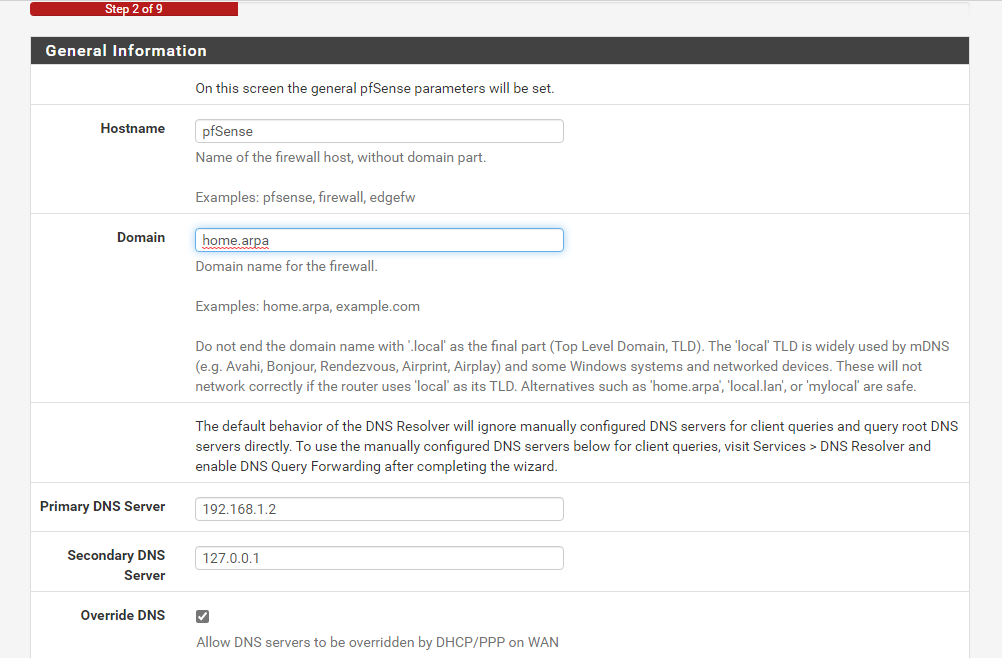 Step 2 of 9
General Information
On this screen the general pfSense parameters will be set.
Hostname
pfSense
Name of the firewall host, without domain part.
Examples: pfsense, firewall, edgefw
Domain
home.arpa
Domain name for the firewall.
Examples: home.arpa, example.com
Do not end the domain name with '.local' as the final part (Top Level Domain, TLD). The 'local' TLD is widely used by mDNS
(e.g. Avahi, Bonjour, Rendezvous, Airprint, Airplay) and some Windows systems and networked devices. These will not
network correctly if the router uses 'local' as its TLD. Alternatives such as 'home.arpa', 'local.lan', or 'mylocal' are safe.
The default behavior of the DNS Resolver will ignore manually configured DNS servers for client queries and query root DNS
servers directly. To use the manually configured DNS servers below for client queries, visit Services > DNS Resolver and
enable DNS Query Forwarding after completing the wizard.
Primary DNS Server
192.168.1.2
Secondary DNS
Server
127.0.0.1
Override DNS
Allow DNS servers to be overridden by DHCP/PPP on WAN